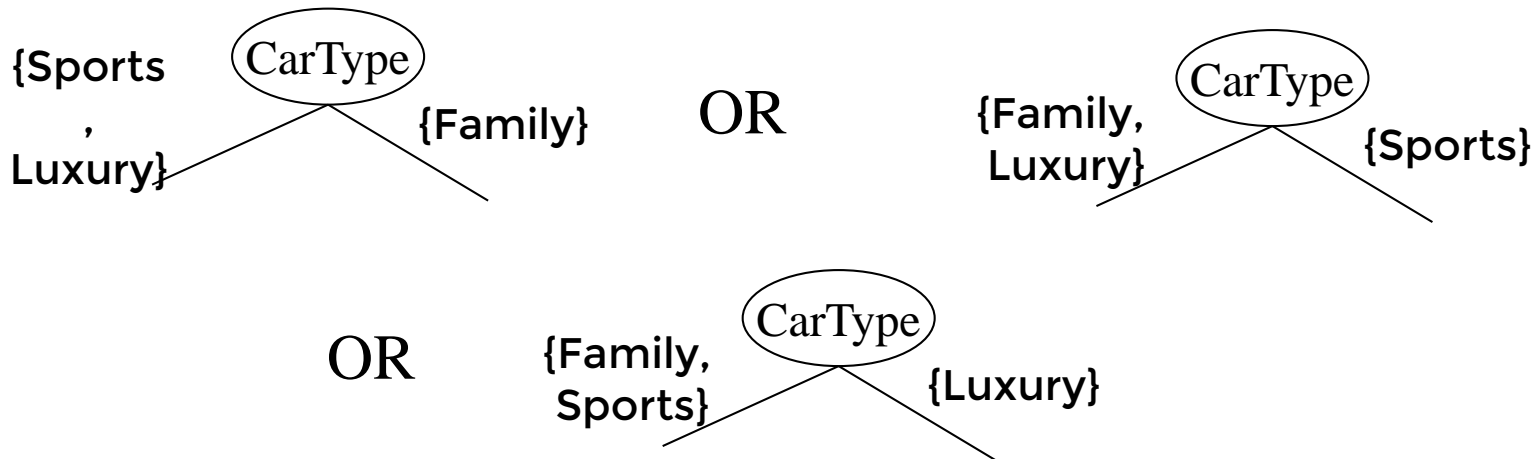 {Sports
,
Luxury}
CarType
{Family}
OR
{Family,
Luxury}
CarType
{Sports}
OR
{Family,
Sports}
CarType
{Luxury}